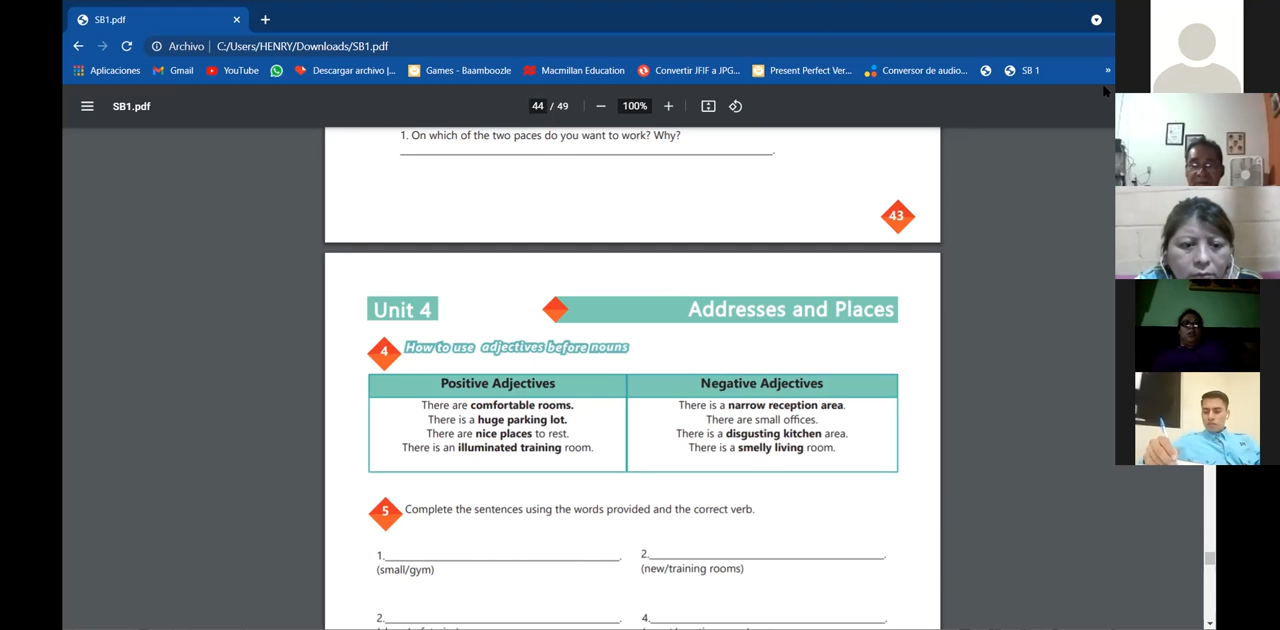 SB1.pdf
Archivo C:/Users/HENRY/Downloads/SB1.pdf
Aplicaciones Gmail YouTube Descargar archivo |... Games - Baamboozle Macmillan Education Convertir JFIF a JPG... Present Perfect Ver... Conversor de audio... SB 1 »
SB1.pdf 44 / 49 100%
1. On which of the two paces do you want to work? Why?
43
Unit 4 Addresses and Places
4 How to use adjectives before nouns
Positive Adjectives Negative Adjectives
There are comfortable rooms. There is a narrow reception area.
There is a huge parking lot. There are small offices.
There are nice places to rest. There is a disgusting kitchen area.
There is an illuminated training room. There is a smelly living room.
5 Complete the sentences using the words provided and the correct verb.
1. 2.
(small/gym) (new/training rooms)
2. 4.